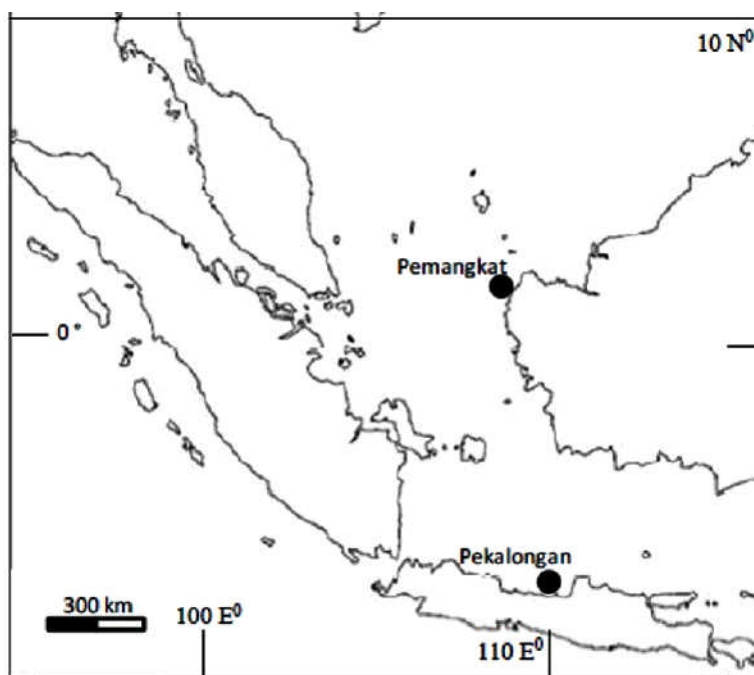 10 N⁰
Pemangkat
0 °
Pekalongan
300 km
100 E⁰
110 E⁰